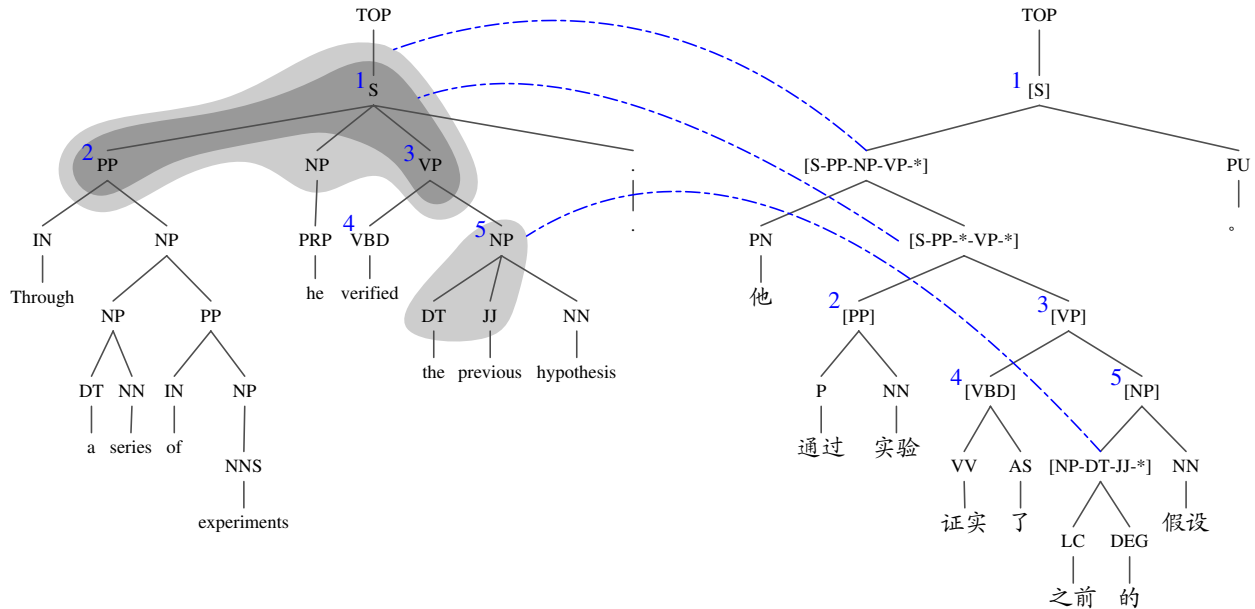 TOP TOP
1 S 1 [S]
2 PP NP 3 VP . [S-PP-NP-VP-*] PU
IN NP PRP 4 VBD 5 NP . PN [S-PP-*-VP-*] 。
Through he verified 他
NP PP DT JJ NN 2 [PP] 3 [VP]
the previous hypothesis
DT NN IN NP P NN 4 [VBD] 5 [NP]
a series of 通过 实验
NNS VV AS [NP-DT-JJ-*] NN
experiments 证实 了 假设
LC DEG
之前 的